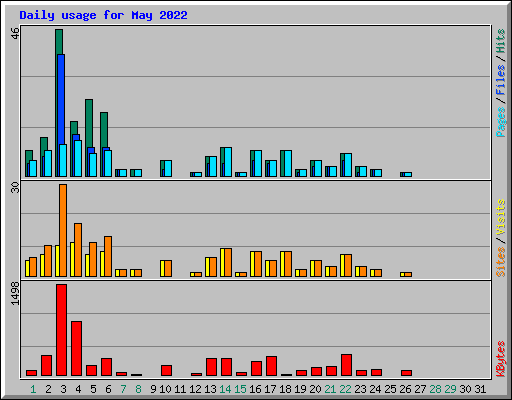 Daily usage for May 2022
46
Pages / Files / Hits
30
Sites / Visits
1498
KBytes
1 2 3 4 5 6 7 8 9 10 11 12 13 14 15 16 17 18 19 20 21 22 23 24 25 26 27 28 29 30 31